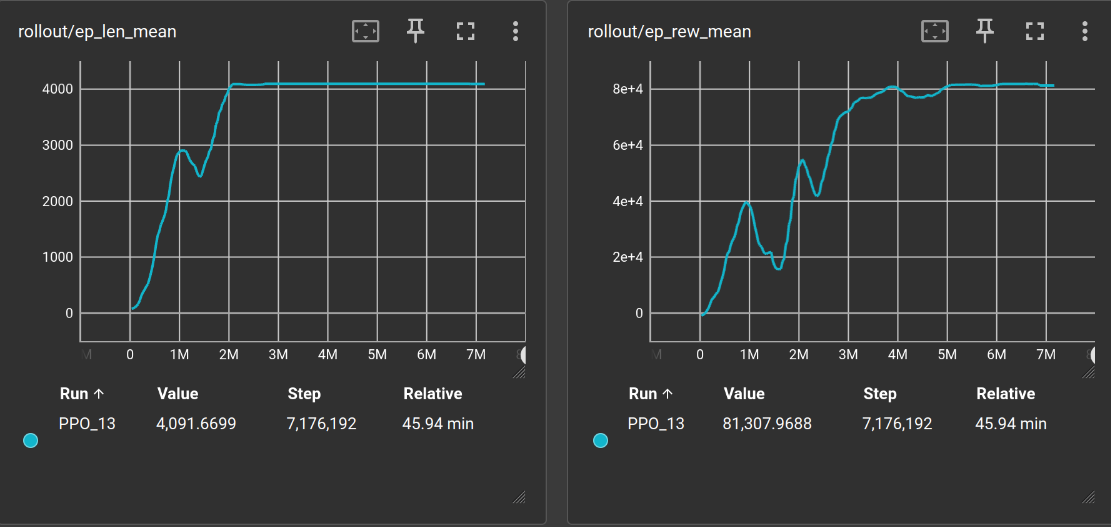 rollout/ep_len_mean
4000
3000
2000
1000
0
M 0 1M 2M 3M 4M 5M 6M 7M
Run ↑ Value Step Relative
PPO_13 4,091.6699 7,176,192 45.94 min
rollout/ep_rew_mean
8e+4
6e+4
4e+4
2e+4
0
M 0 1M 2M 3M 4M 5M 6M 7M
Run ↑ Value Step Relative
PPO_13 81,307.9688 7,176,192 45.94 min